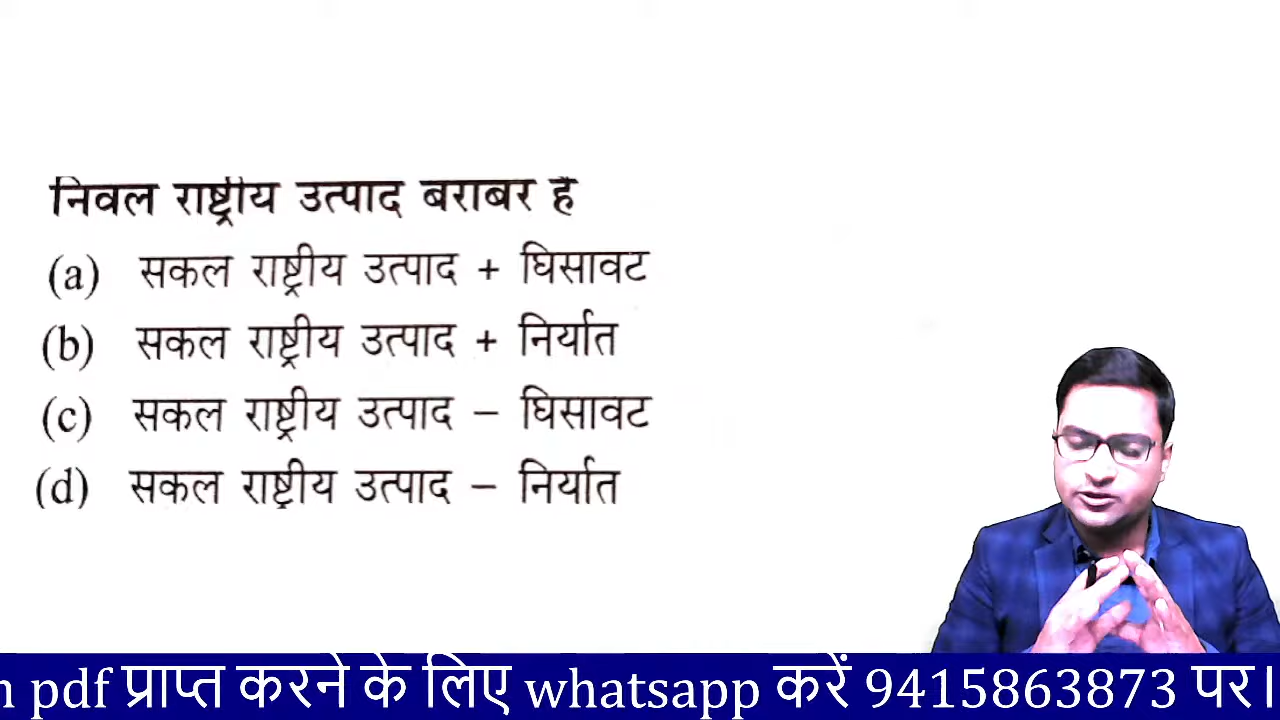 निवल राष्ट्रीय उत्पाद बराबर है
(a) सकल राष्ट्रीय उत्पाद + घिसावट
(b) सकल राष्ट्रीय उत्पाद + निर्यात
(c) सकल राष्ट्रीय उत्पाद – घिसावट
(d) सकल राष्ट्रीय उत्पाद – निर्यात
pdf प्राप्त करने के लिए whatsapp करें 9415863873 पर।